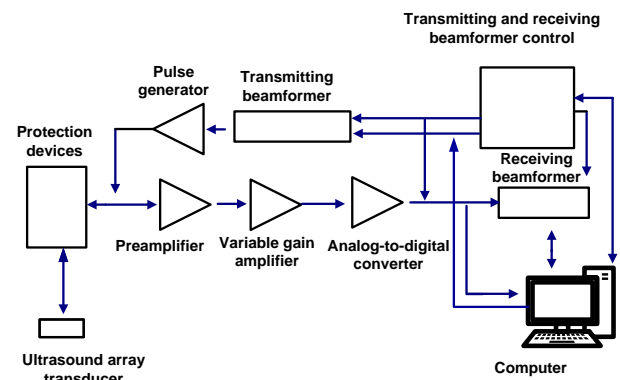 Transmitting and receiving
beamformer control
Pulse
generator
Transmitting
beamformer
Protection
devices
Receiving
beamformer
Preamplifier
Variable gain
amplifier
Analog-to-digital
converter
Ultrasound array
transducer
Computer